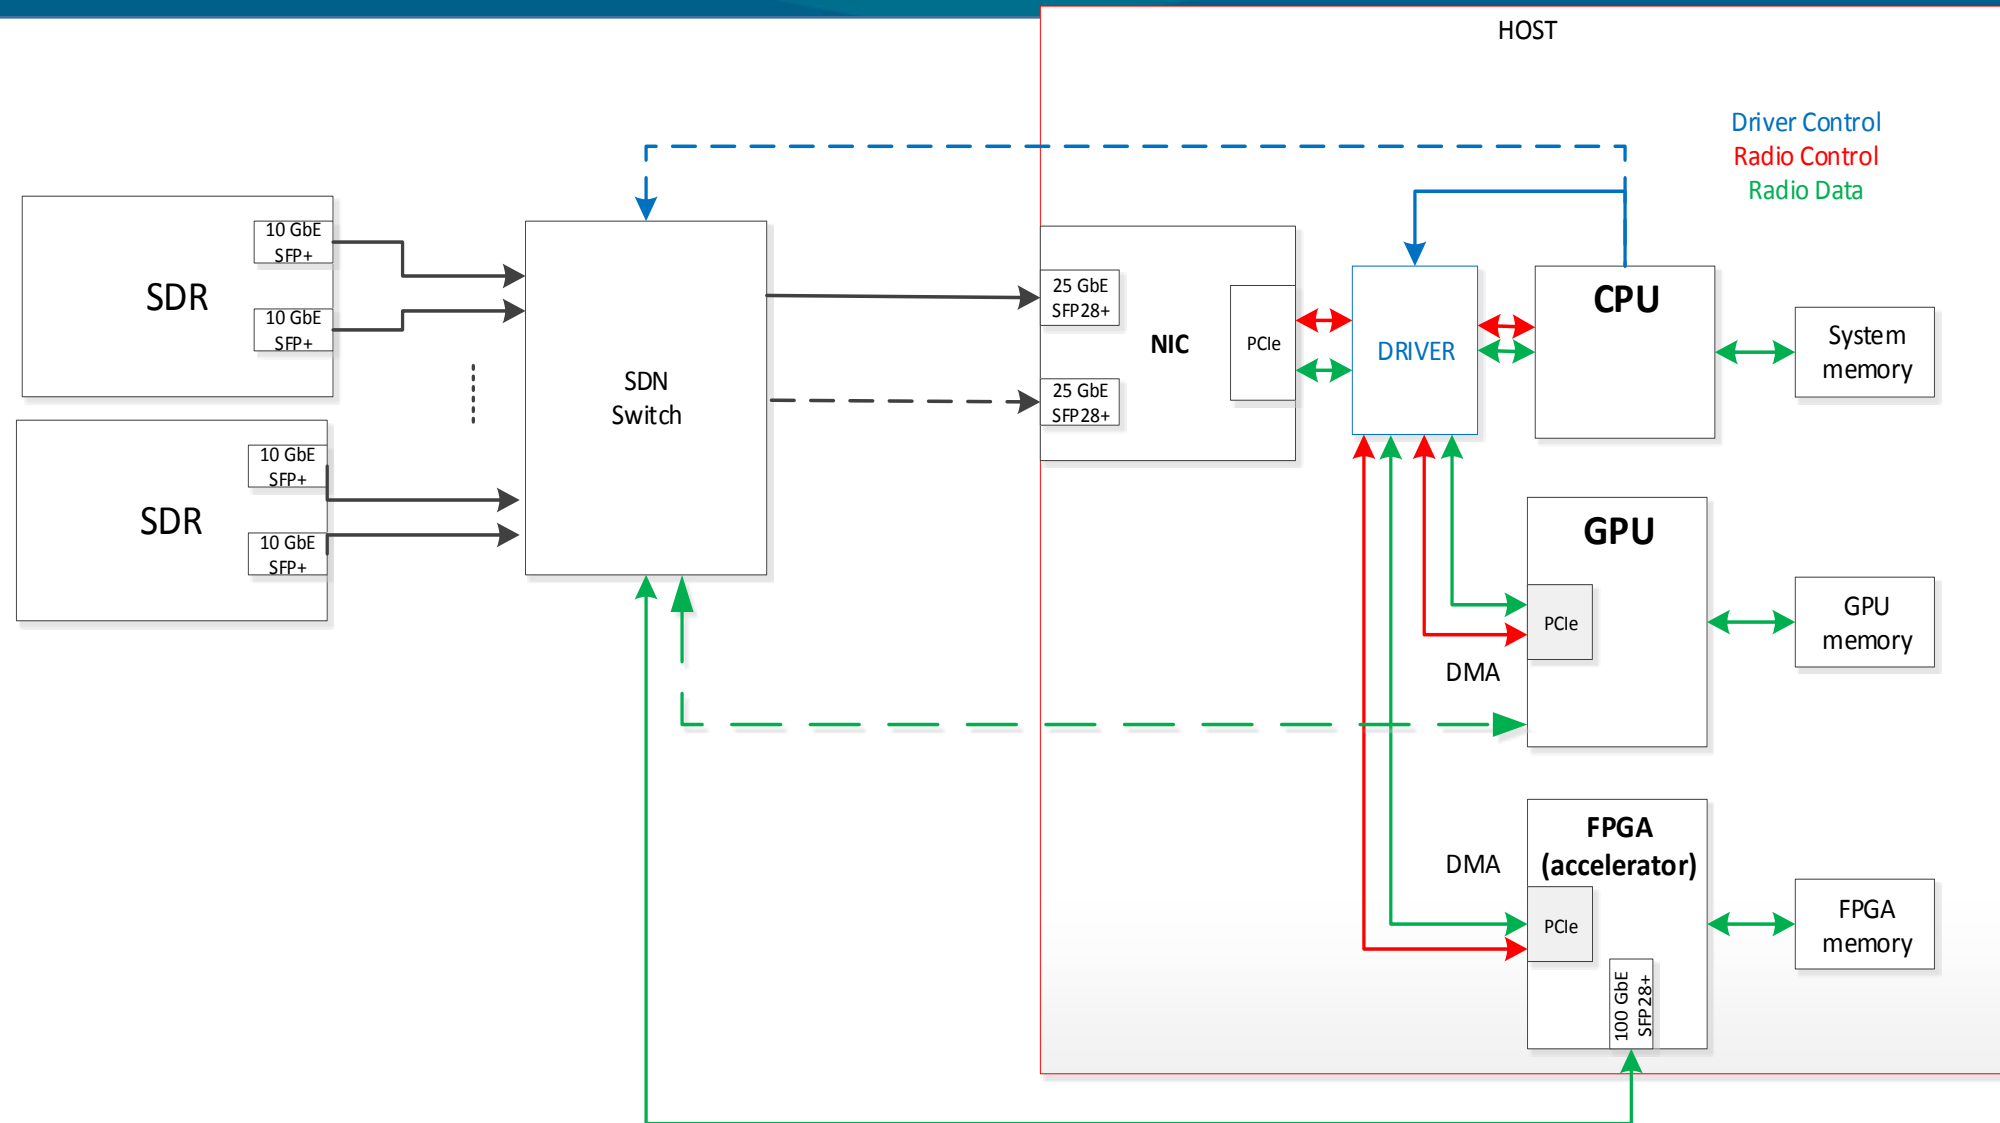 HOST
Driver Control
Radio Control
Radio Data
SDR
10 GbE
SFP+
10 GbE
SFP+
SDR
10 GbE
SFP+
10 GbE
SFP+
SDN
Switch
25 GbE
SFP28+
25 GbE
SFP28+
NIC
PCIe
DRIVER
CPU
System
memory
GPU
PCIe
DMA
GPU
memory
FPGA
(accelerator)
DMA
PCIe
100 GbE
SFP28+
FPGA
memory